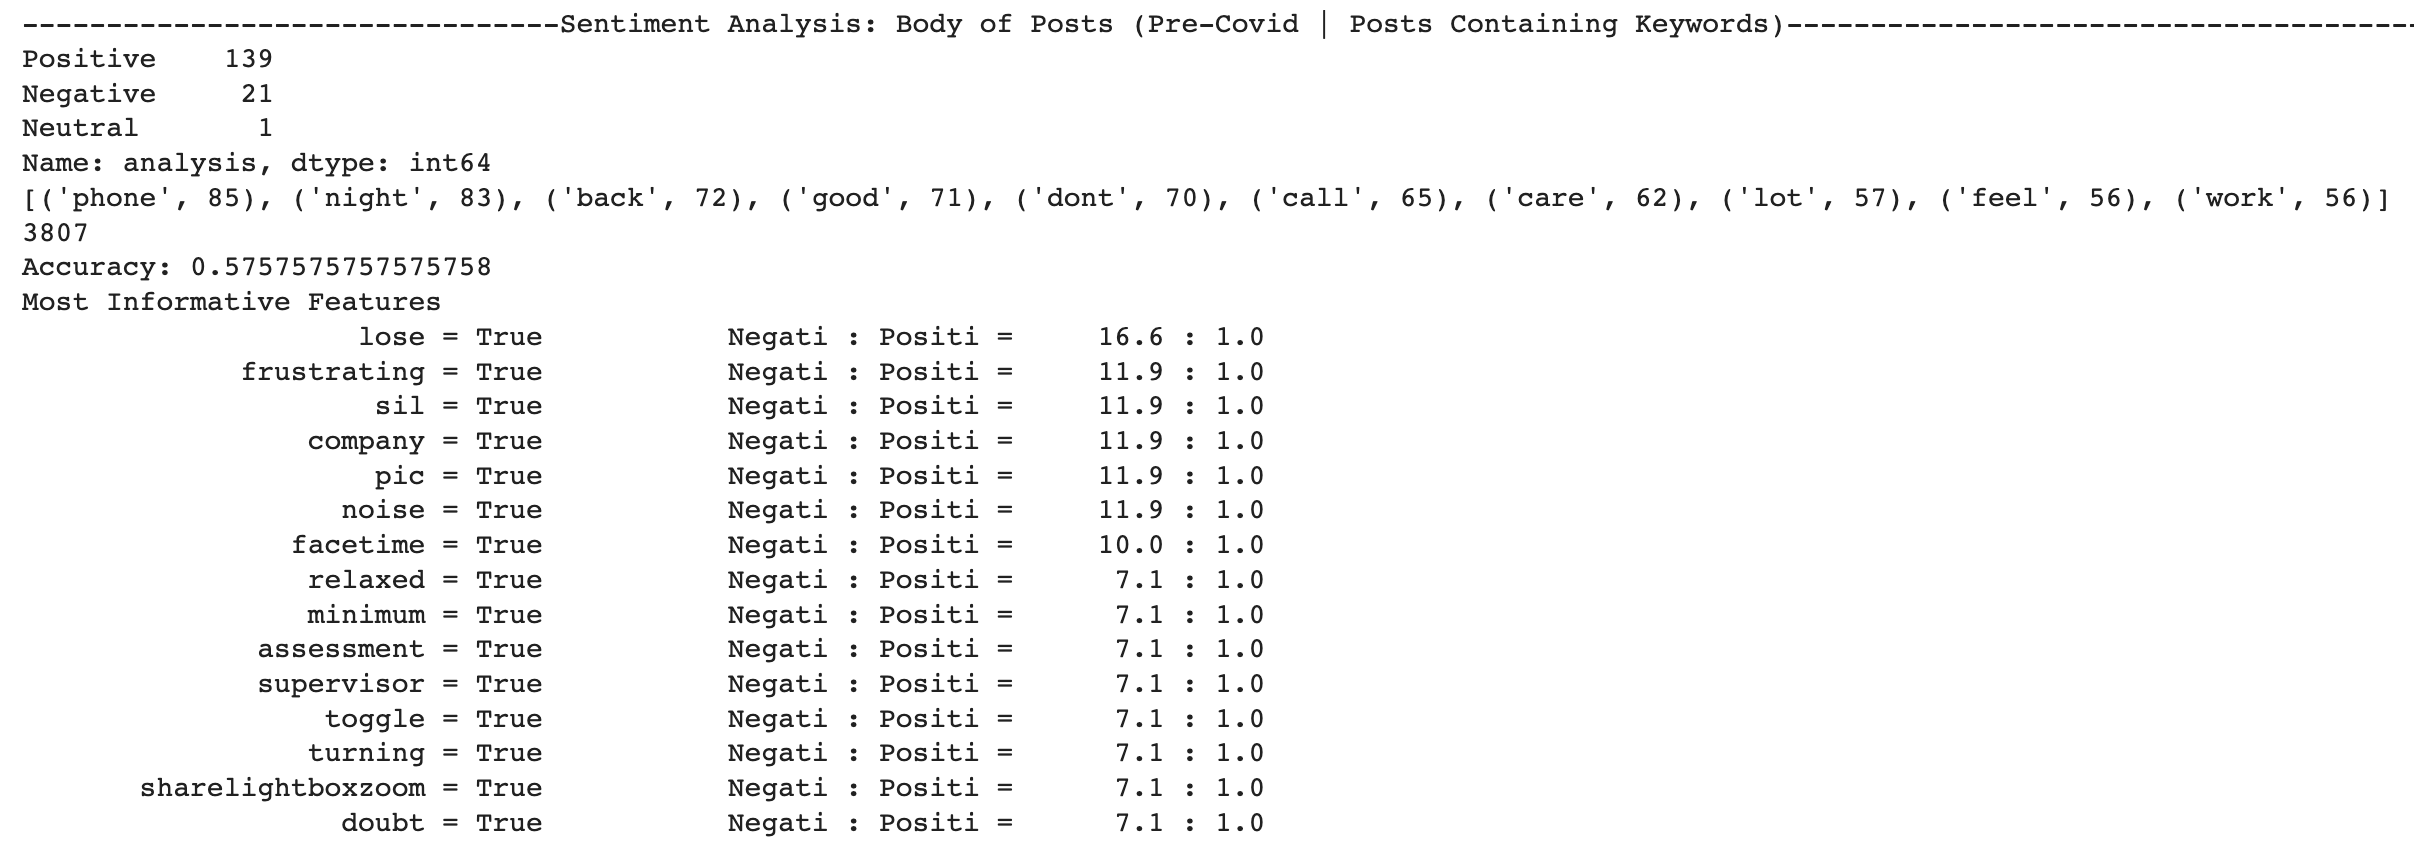 --------------------------------Sentiment Analysis: Body of Posts (Pre-Covid | Posts Containing Keywords)--------------------------------------
Positive    139
Negative     21
Neutral       1
Name: analysis, dtype: int64
[('phone', 85), ('night', 83), ('back', 72), ('good', 71), ('dont', 70), ('call', 65), ('care', 62), ('lot', 57), ('feel', 56), ('work', 56)]
3807
Accuracy: 0.5757575757575758
Most Informative Features
                    lose = True           Negati : Positi =     16.6 : 1.0
             frustrating = True           Negati : Positi =     11.9 : 1.0
                     sil = True           Negati : Positi =     11.9 : 1.0
                 company = True           Negati : Positi =     11.9 : 1.0
                     pic = True           Negati : Positi =     11.9 : 1.0
                   noise = True           Negati : Positi =     11.9 : 1.0
                facetime = True           Negati : Positi =     10.0 : 1.0
                 relaxed = True           Negati : Positi =      7.1 : 1.0
                 minimum = True           Negati : Positi =      7.1 : 1.0
              assessment = True           Negati : Positi =      7.1 : 1.0
              supervisor = True           Negati : Positi =      7.1 : 1.0
                  toggle = True           Negati : Positi =      7.1 : 1.0
                 turning = True           Negati : Positi =      7.1 : 1.0
       sharelightboxzoom = True           Negati : Positi =      7.1 : 1.0
                   doubt = True           Negati : Positi =      7.1 : 1.0